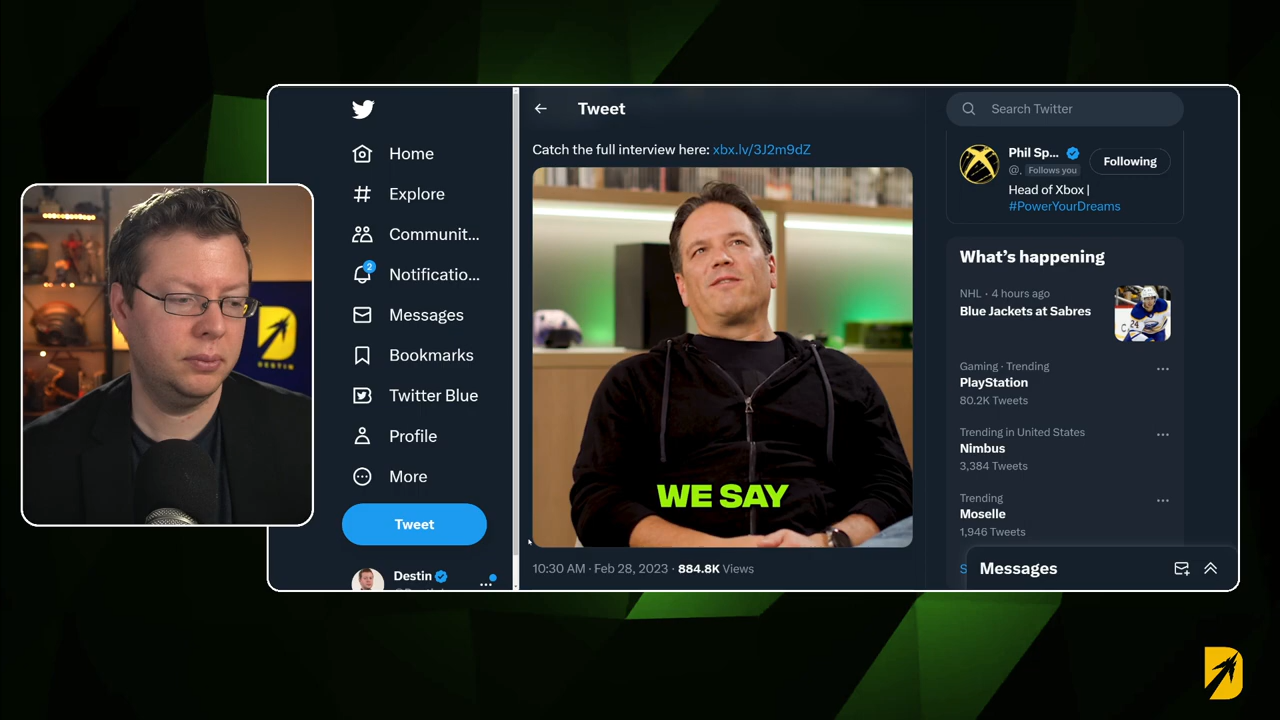 Home
Explore
Communit...
Notificatio...
2
Messages
Bookmarks
Twitter Blue
Profile
More
Tweet
Destin
Tweet
Catch the full interview here: xbx.lv/3J2m9dZ
WE SAY
10:30 AM · Feb 28, 2023 · 884.8K Views
Search Twitter
Phil Sp...
@. Follows you
Following
Head of Xbox |
#PowerYourDreams
What's happening
NHL · 4 hours ago
Blue Jackets at Sabres
24
Gaming · Trending
PlayStation
80.2K Tweets
Trending in United States
Nimbus
3,384 Tweets
Trending
Moselle
1,946 Tweets
S
Messages
D
DESTIN
D